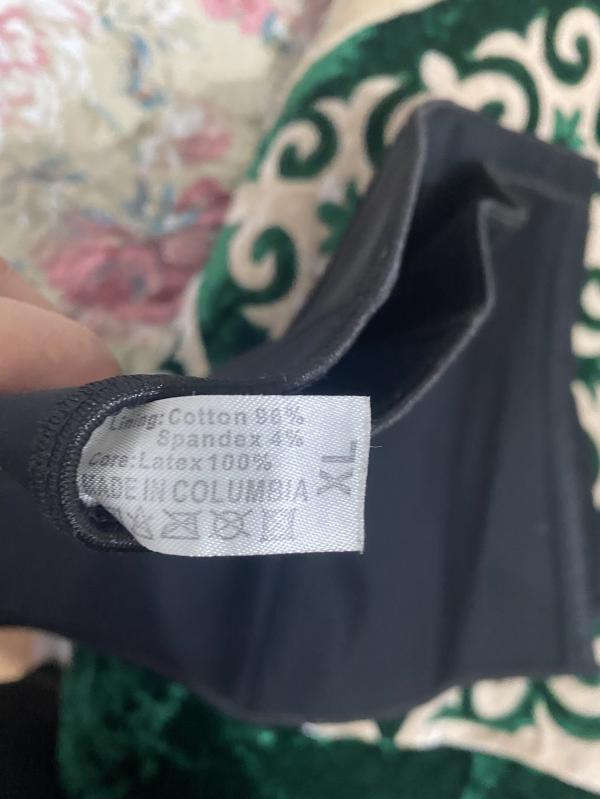 Lining: Cotton 96%
Spandex 4%
Core: Latex 100%
MADE IN COLUMBIA
XL